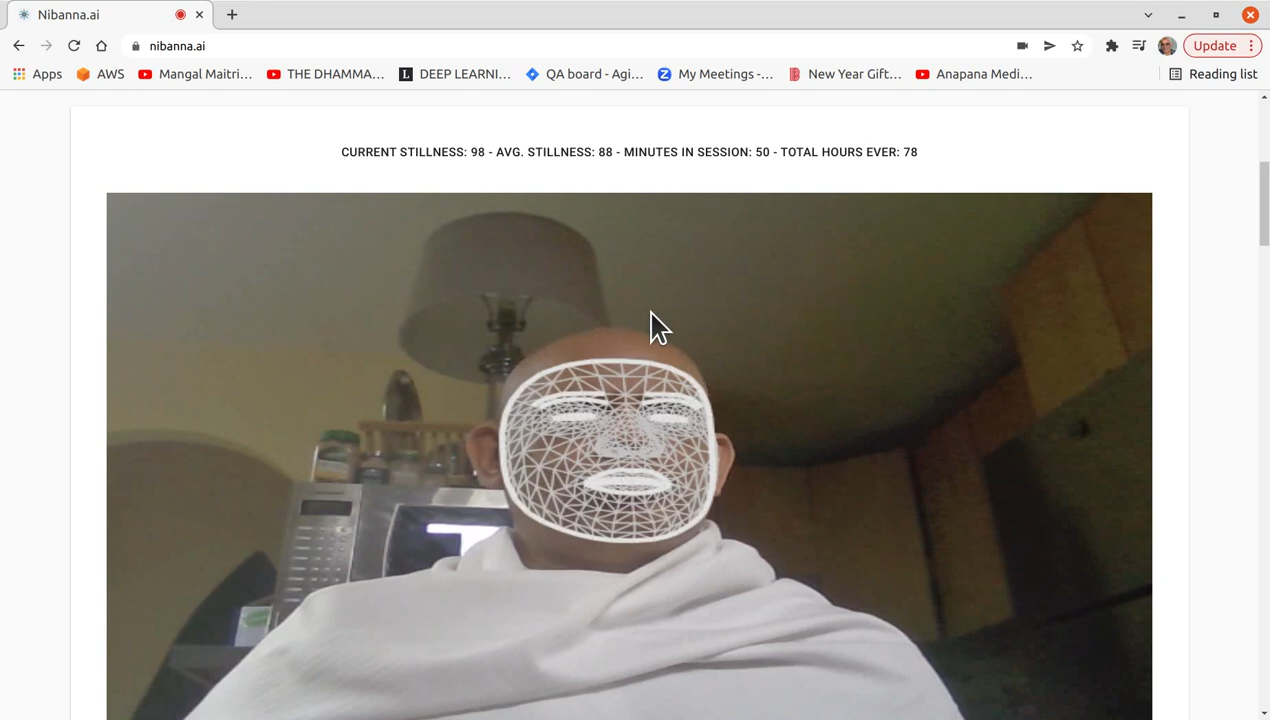 Nibanna.ai
nibanna.ai
Update
Apps
AWS
Mangal Maitri...
THE DHAMMA...
L
DEEP LEARNI...
QA board - Agi...
Z
My Meetings -...
B
New Year Gift...
Anapana Medi...
Reading list
CURRENT STILLNESS: 98 - AVG. STILLNESS: 88 - MINUTES IN SESSION: 50 - TOTAL HOURS EVER: 78